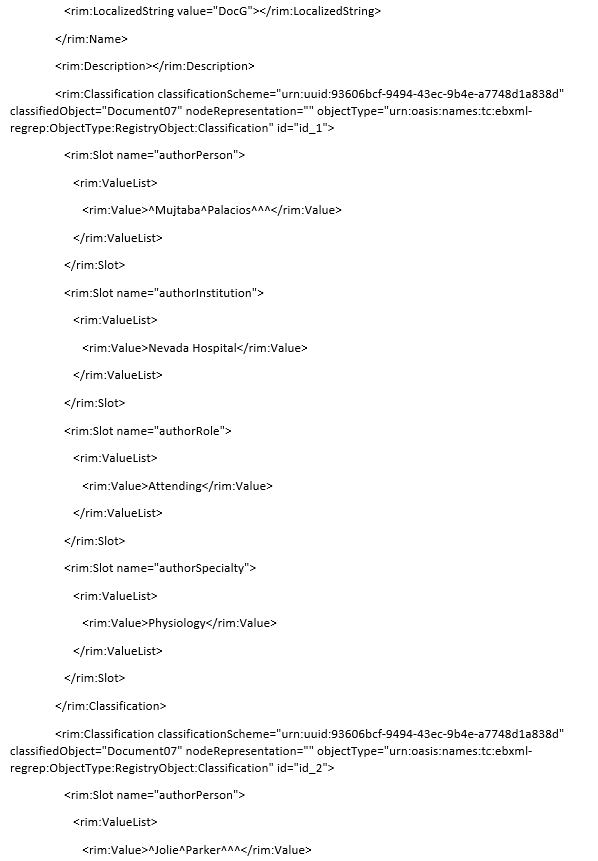 <rim:LocalizedString value="DocG"></rim:LocalizedString>
</rim:Name>
<rim:Description></rim:Description>
<rim:Classification classificationScheme="urn:uuid:93606bcf-9494-43ec-9b4e-a7748d1a838d"
classifiedObject="Document07" nodeRepresentation="" objectType="urn:oasis:names:tc:ebxml-
regrep:ObjectType:RegistryObject:Classification" id="id_1">
<rim:Slot name="authorPerson">
<rim:ValueList>
<rim:Value>^Mujtaba^Palacios^^^</rim:Value>
</rim:ValueList>
</rim:Slot>
<rim:Slot name="authorInstitution">
<rim:ValueList>
<rim:Value>Nevada Hospital</rim:Value>
</rim:ValueList>
</rim:Slot>
<rim:Slot name="authorRole">
<rim:ValueList>
<rim:Value>Attending</rim:Value>
</rim:ValueList>
</rim:Slot>
<rim:Slot name="authorSpecialty">
<rim:ValueList>
<rim:Value>Physiology</rim:Value>
</rim:ValueList>
</rim:Slot>
</rim:Classification>
<rim:Classification classificationScheme="urn:uuid:93606bcf-9494-43ec-9b4e-a7748d1a838d"
classifiedObject="Document07" nodeRepresentation="" objectType="urn:oasis:names:tc:ebxml-
regrep:ObjectType:RegistryObject:Classification" id="id_2">
<rim:Slot name="authorPerson">
<rim:ValueList>
<rim:Value>^Jolie^Parker^^^</rim:Value>